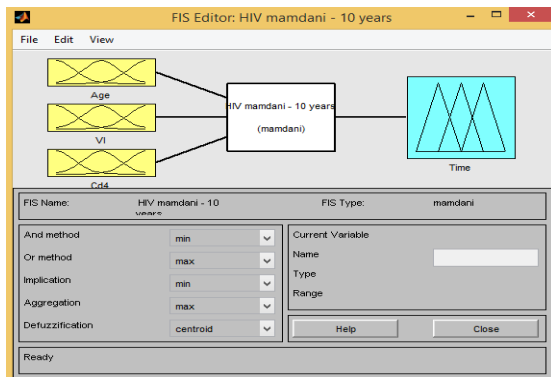 FIS Editor: HIV mamdani - 10 years
File Edit View
Age
VI
Cd4
HIV mamdani - 10 years
(mamdani)
Time
FIS Name: HIV mamdani - 10 years
FIS Type: mamdani
And method min
Or method max
Implication min
Aggregation max
Defuzzification centroid
Current Variable
Name
Type
Range
Help Close
Ready